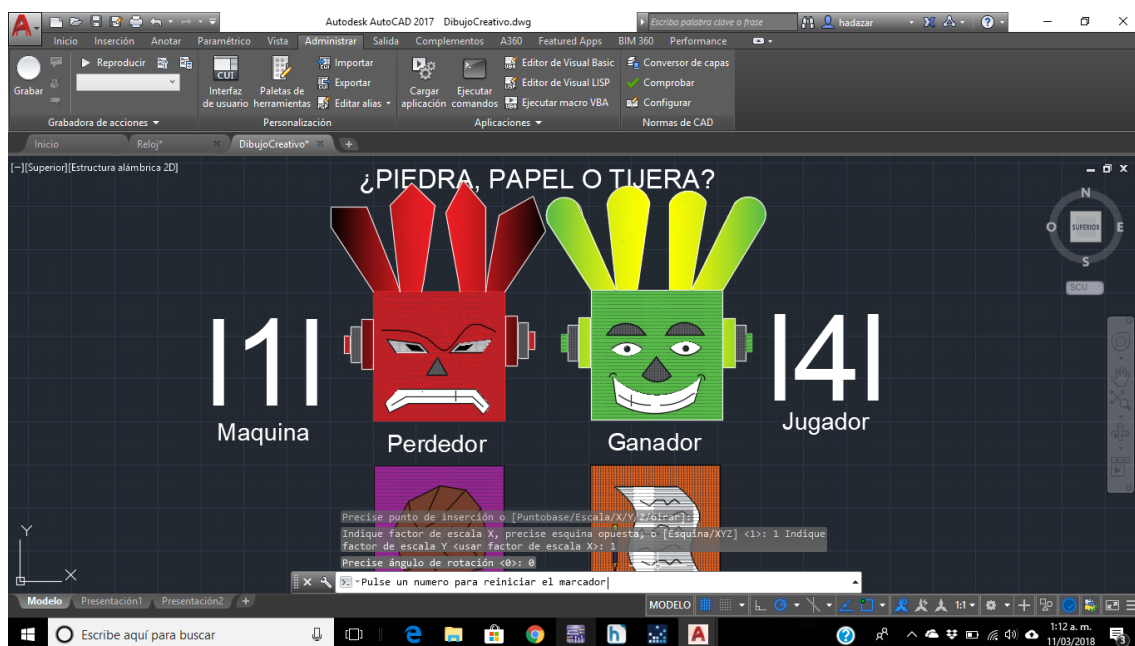 Autodesk AutoCAD 2017 DibujoCreativo.dwg
Escriba palabra clave o frase
hadazar
Inicio Inserción Anotar Paramétrico Vista Administrar Salida Complementos A360 Featured Apps BIM 360 Performance
Grabar
Reproducir
Grabadora de acciones
CUI
Interfaz
de usuario
Paletas de
herramientas
Importar
Exportar
Editar alias
Personalización
Cargar
aplicación
Ejecutar
comandos
Editor de Visual Basic
Editor de Visual LISP
Ejecutar macro VBA
Aplicaciones
Conversor de capas
Comprobar
Configurar
Normas de CAD
Inicio Reloj* DibujoCreativo*
[−][Superior][Estructura alámbrica 2D]
¿PIEDRA, PAPEL O TIJERA?
N
O SUPERIOR E
S
SCU
|1|
|4|
Maquina
Perdedor
Ganador
Jugador
Precise punto de inserción o [Puntobase/Escala/X/Y/Z/Girar]:
Indique factor de escala X, precise esquina opuesta, o [Esquina/XYZ] <1>: 1 Indique
factor de escala Y <usar factor de escala X>: 1
Precise ángulo de rotación <0>: 0
Pulse un numero para reiniciar el marcador
Y
X
Modelo Presentación1 Presentación2 +
MODELO
1:1
Escribe aquí para buscar
1:12 a. m.
11/03/2018
3